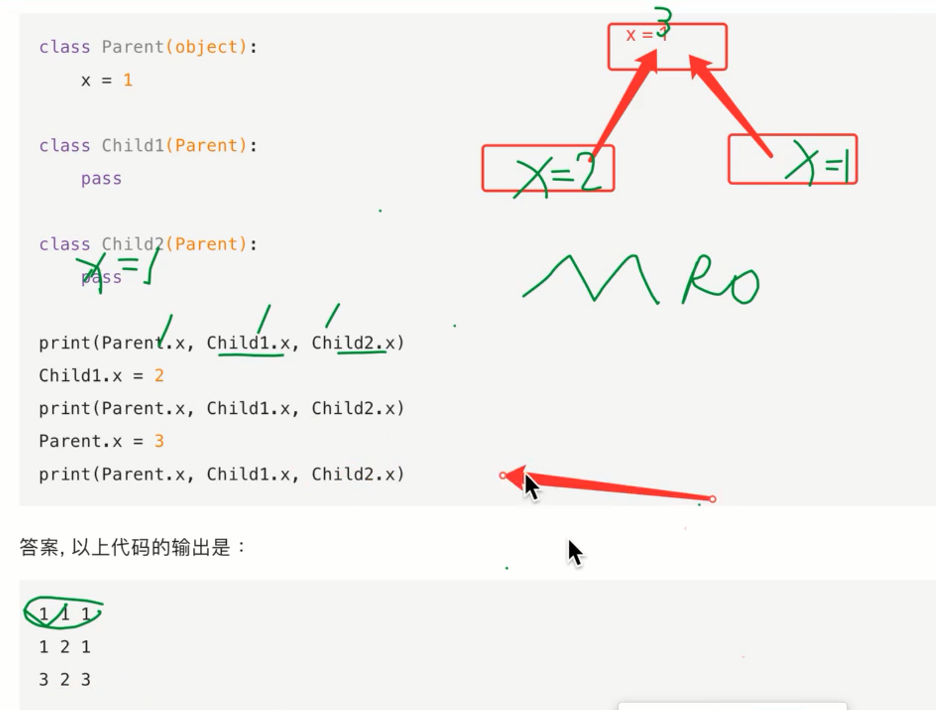 class Parent(object):
x = 1
class Child1(Parent):
pass
class Child2(Parent):
x=1
pass
print(Parent.x, Child1.x, Child2.x)
Child1.x = 2
print(Parent.x, Child1.x, Child2.x)
Parent.x = 3
print(Parent.x, Child1.x, Child2.x)
3
x = 1
X=2
X=1
MRO
答案, 以上代码的输出是：
1 1 1
1 2 1
3 2 3